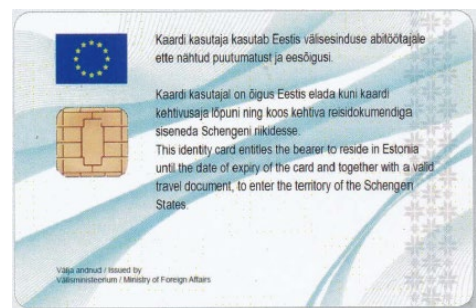 Kaardi kasutaja kasutab Eestis välisesinduse abitöötajale
ette nähtud puutumatust ja eesõigusi.
Kaardi kasutajal on õigus Eestis elada kuni kaardi
kehtivusaja lõpuni ning koos kehtiva reisidokumendiga
siseneda Schengeni riikidesse.
This identity card entitles the bearer to reside in Estonia
until the date of expiry of the card and together with a valid
travel document, to enter the territory of the Schengen
States.
Välja andnud / Issued by
Välisministeerium / Ministry of Foreign Affairs